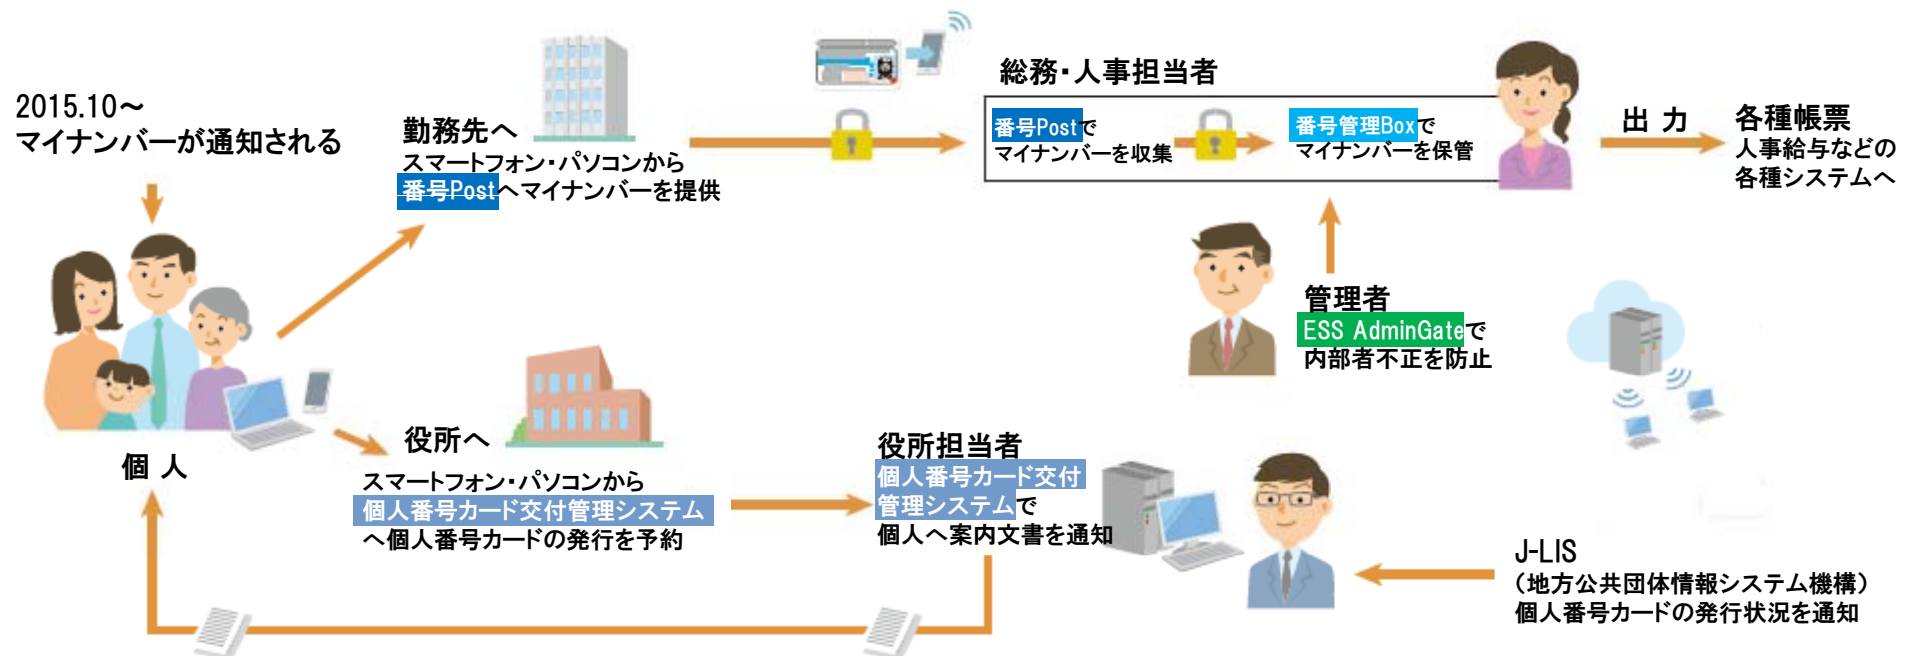 2015.10～
マイナンバーが通知される
個 人
勤務先へ
スマートフォン・パソコンから
番号Postへマイナンバーを提供
総務・人事担当者
番号Postで
マイナンバーを収集
番号管理Boxで
マイナンバーを保管
出 力
各種帳票
人事給与などの
各種システムへ
管理者
ESS AdminGateで
内部者不正を防止
役所へ
スマートフォン・パソコンから
個人番号カード交付管理システム
へ個人番号カードの発行を予約
役所担当者
個人番号カード交付
管理システムで
個人へ案内文書を通知
J-LIS
（地方公共団体情報システム機構）
個人番号カードの発行状況を通知